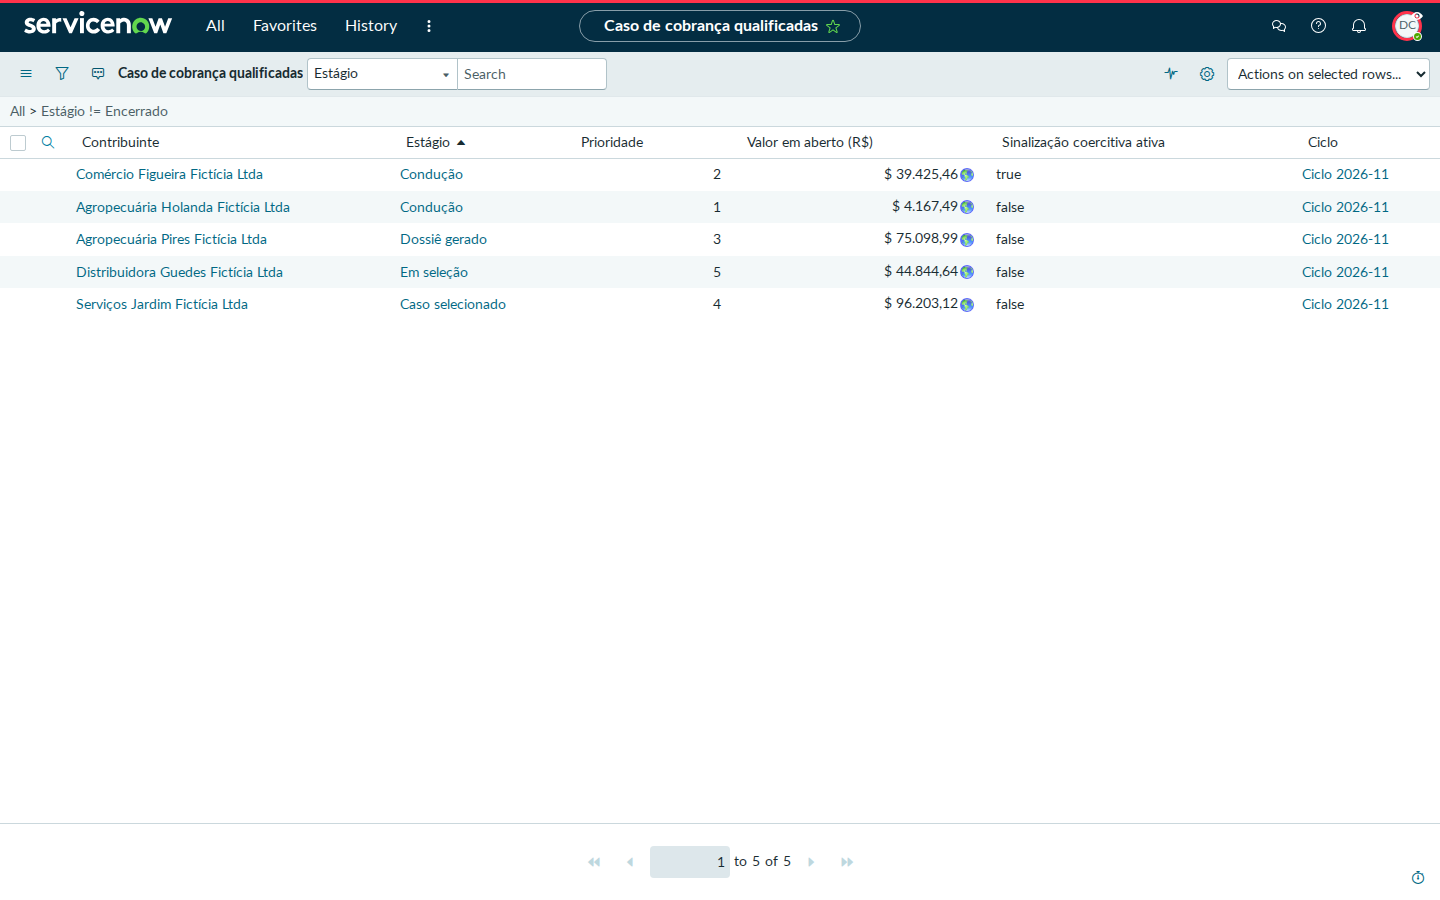 servicenow All Favorites History Caso de cobrança qualificadas DC
Caso de cobrança qualificadas Estágio Search Actions on selected rows...
All > Estágio != Encerrado
Contribuinte Estágio Prioridade Valor em aberto (R$) Sinalização coercitiva ativa Ciclo
Comércio Figueira Fictícia Ltda Condução 2 $ 39.425,46 true Ciclo 2026-11
Agropecuária Holanda Fictícia Ltda Condução 1 $ 4.167,49 false Ciclo 2026-11
Agropecuária Pires Fictícia Ltda Dossiê gerado 3 $ 75.098,99 false Ciclo 2026-11
Distribuidora Guedes Fictícia Ltda Em seleção 5 $ 44.844,64 false Ciclo 2026-11
Serviços Jardim Fictícia Ltda Caso selecionado 4 $ 96.203,12 false Ciclo 2026-11
1 to 5 of 5